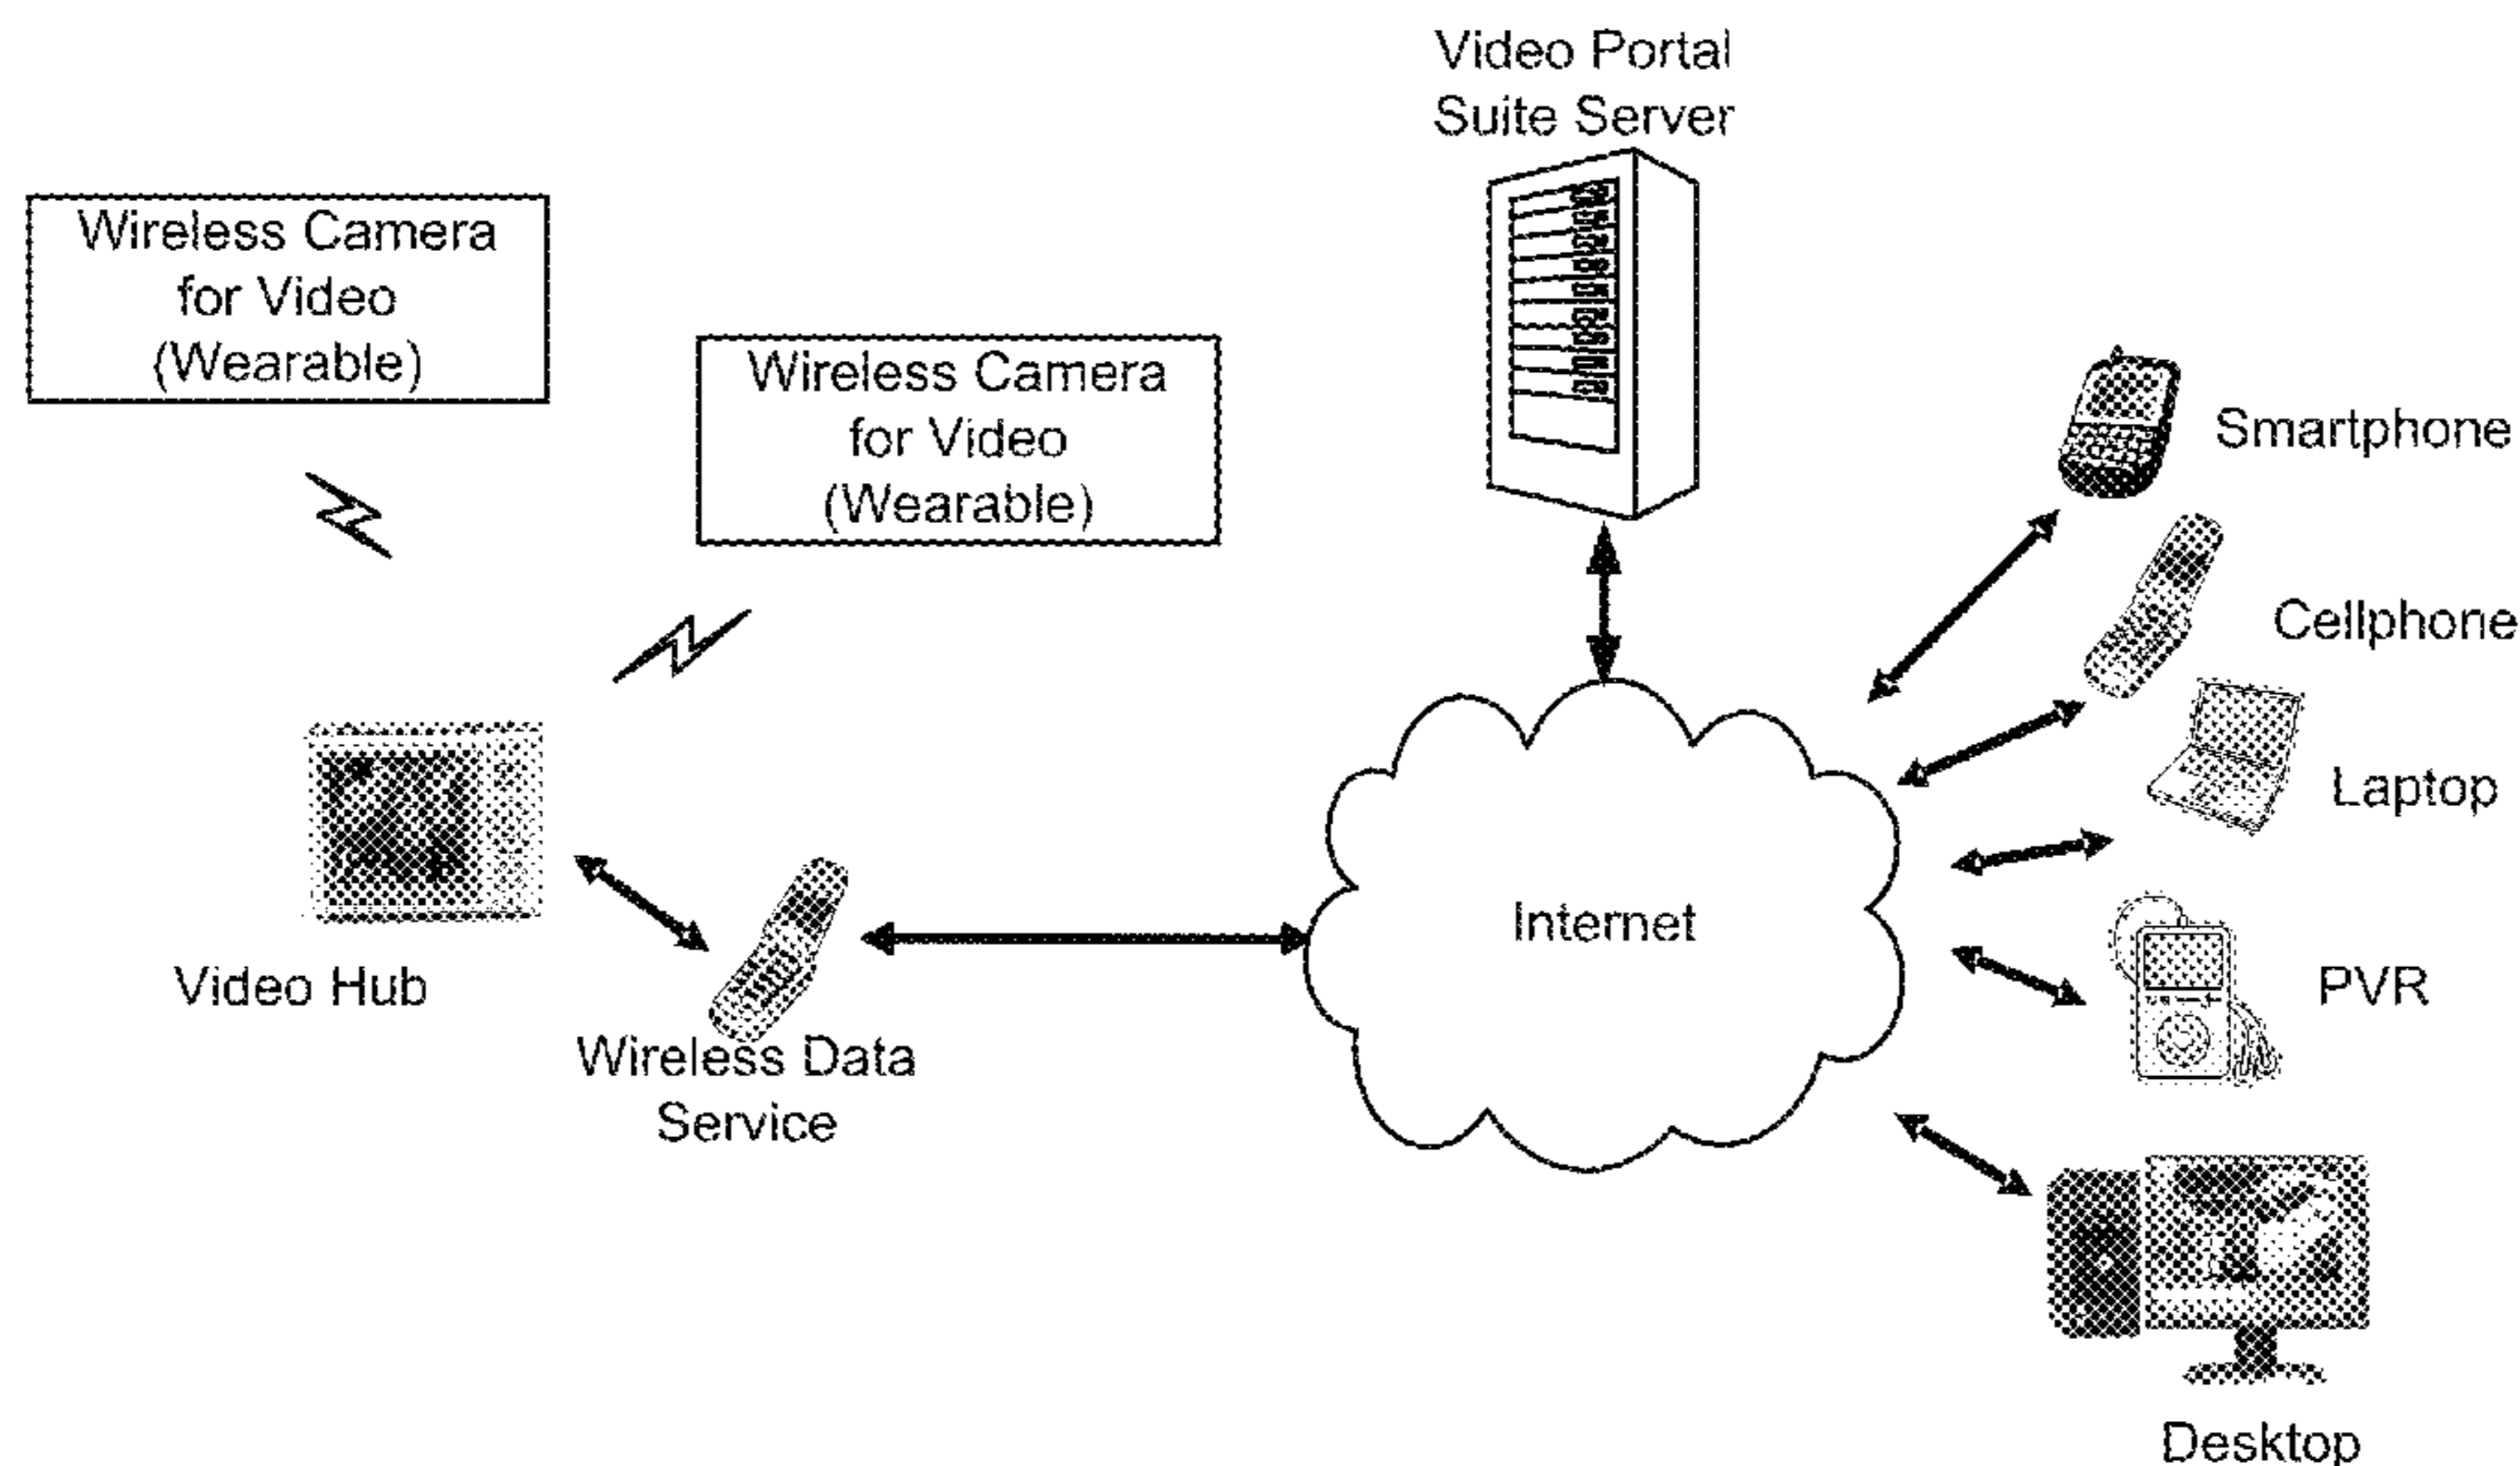 Video Portal
Suite Server
Wireless Camera
for Video
(Wearable)
Wireless Camera
for Video
(Wearable)
Smartphone
Cellphone
Laptop
Internet
Video Hub
PVR
Wireless Data
Service
Desktop